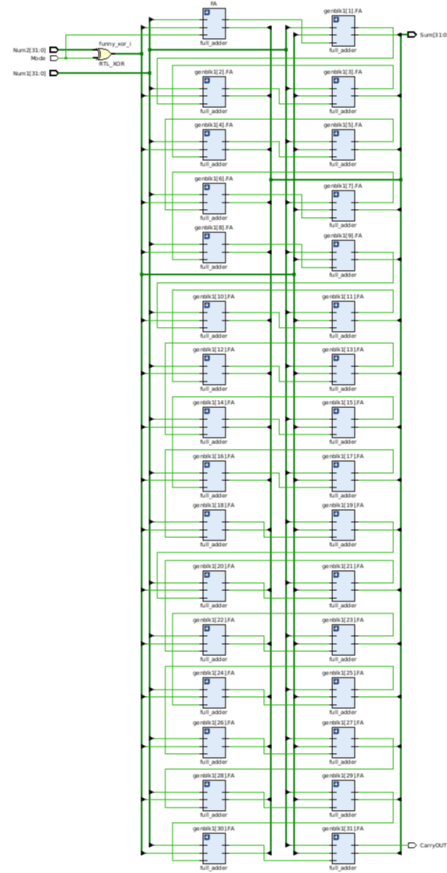 FA
full_adder
genblk1[1].FA
full_adder
Num2[31:0]
Mode
Num1[31:0]
funny_xor_i
RTL_XOR
Sum[31:0]
genblk1[2].FA
full_adder
genblk1[3].FA
full_adder
genblk1[4].FA
full_adder
genblk1[5].FA
full_adder
genblk1[6].FA
full_adder
genblk1[7].FA
full_adder
genblk1[8].FA
full_adder
genblk1[9].FA
full_adder
genblk1[10].FA
full_adder
genblk1[11].FA
full_adder
genblk1[12].FA
full_adder
genblk1[13].FA
full_adder
genblk1[14].FA
full_adder
genblk1[15].FA
full_adder
genblk1[16].FA
full_adder
genblk1[17].FA
full_adder
genblk1[18].FA
full_adder
genblk1[19].FA
full_adder
genblk1[20].FA
full_adder
genblk1[21].FA
full_adder
genblk1[22].FA
full_adder
genblk1[23].FA
full_adder
genblk1[24].FA
full_adder
genblk1[25].FA
full_adder
genblk1[26].FA
full_adder
genblk1[27].FA
full_adder
genblk1[28].FA
full_adder
genblk1[29].FA
full_adder
genblk1[30].FA
full_adder
genblk1[31].FA
full_adder
CarryOUT